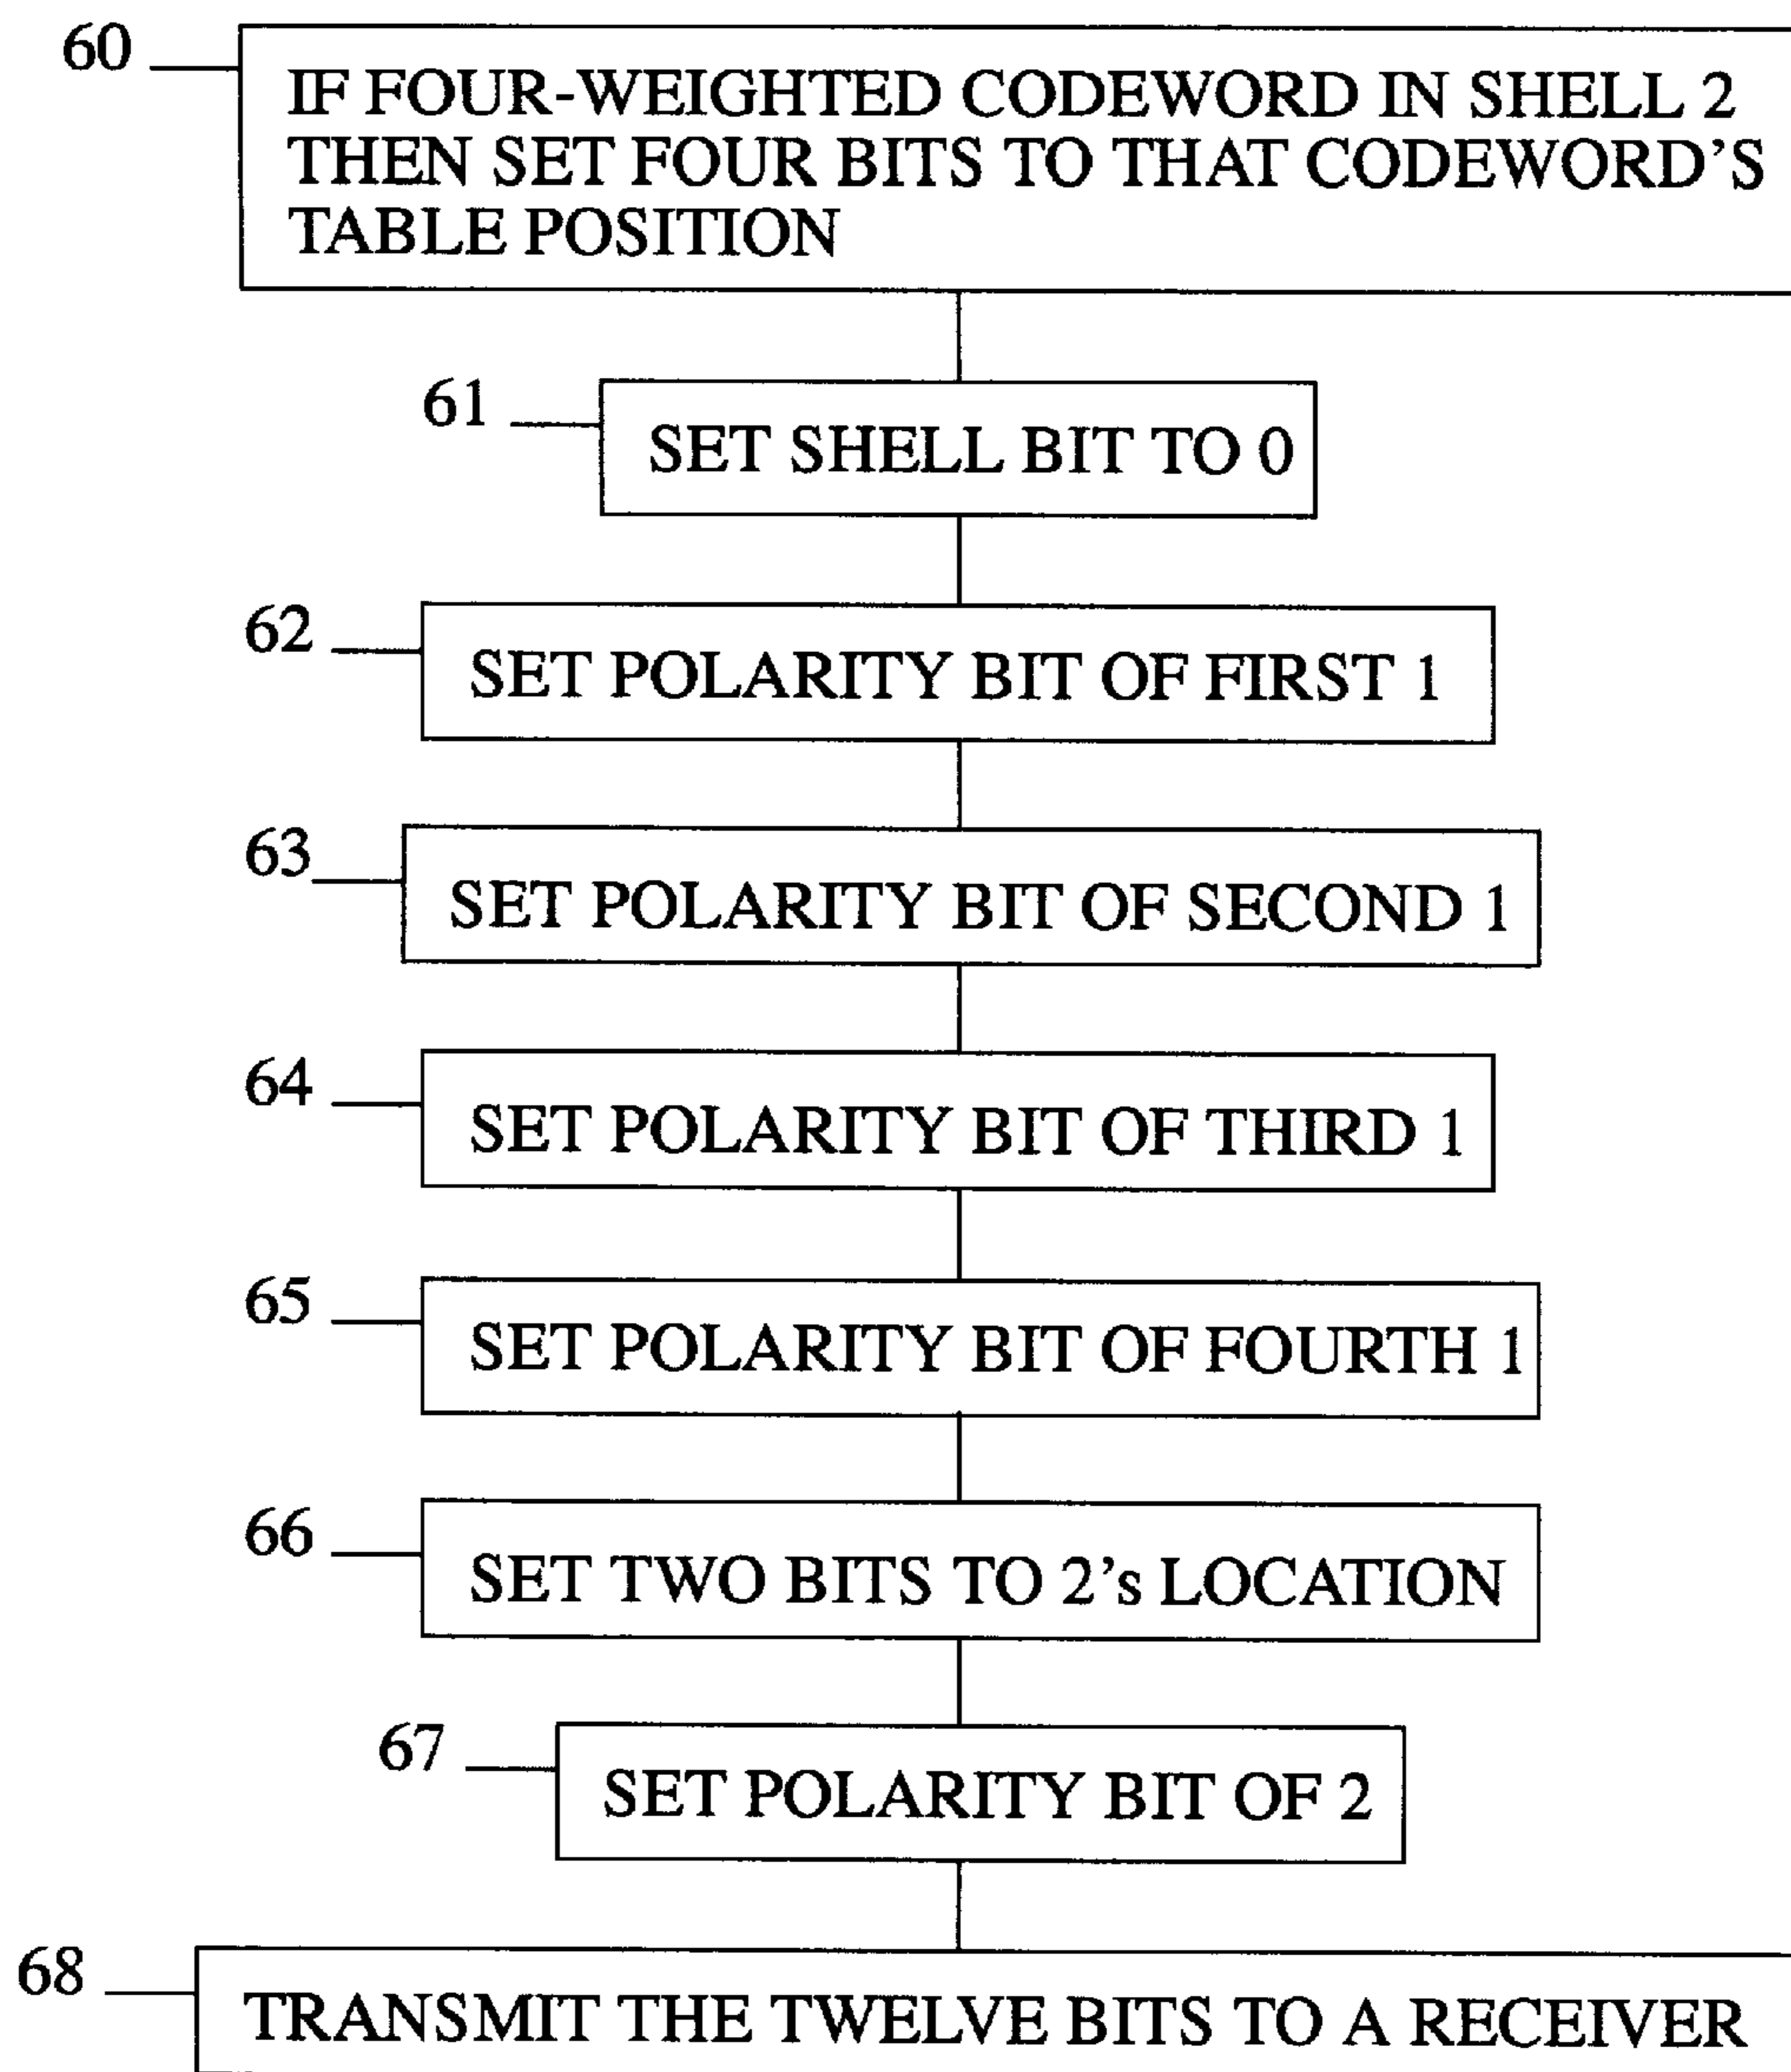 60
IF FOUR-WEIGHTED CODEWORD IN SHELL 2
THEN SET FOUR BITS TO THAT CODEWORD'S
TABLE POSITION
61
SET SHELL BIT TO 0
62
SET POLARITY BIT OF FIRST 1
63
SET POLARITY BIT OF SECOND 1
64
SET POLARITY BIT OF THIRD 1
65
SET POLARITY BIT OF FOURTH 1
66
SET TWO BITS TO 2's LOCATION
67
SET POLARITY BIT OF 2
68
TRANSMIT THE TWELVE BITS TO A RECEIVER